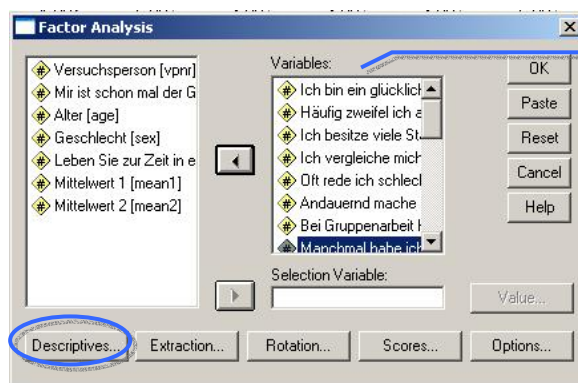 Factor Analysis
Versuchsperson [vpnr]
Mir ist schon mal der G
Alter [age]
Geschlecht [sex]
Leben Sie zur Zeit in e
Mittelwert 1 [mean1]
Mittelwert 2 [mean2]
Variables:
Ich bin ein glücklich
Häufig zweifel ich a
Ich besitze viele St
Ich vergleiche mich
Oft rede ich schlecl
Andauernd mache
Bei Gruppenarbeit
Manchmal habe ich
Selection Variable:
OK
Paste
Reset
Cancel
Help
Value...
Descriptives... Extraction... Rotation... Scores... Options...